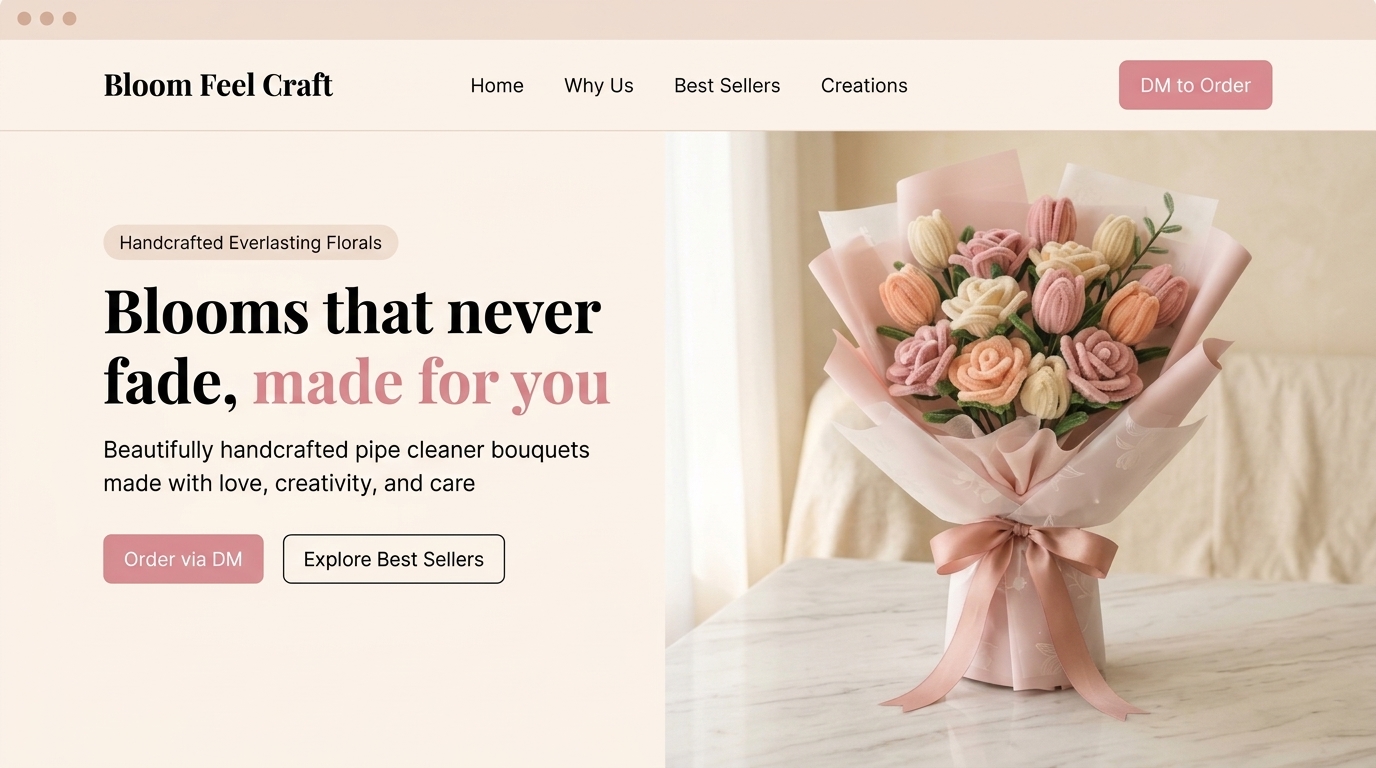 Bloom Feel Craft
Home
Why Us
Best Sellers
Creations
DM to Order
Handcrafted Everlasting Florals
Blooms that never
fade, made for you
Beautifully handcrafted pipe cleaner bouquets
made with love, creativity, and care
Order via DM
Explore Best Sellers